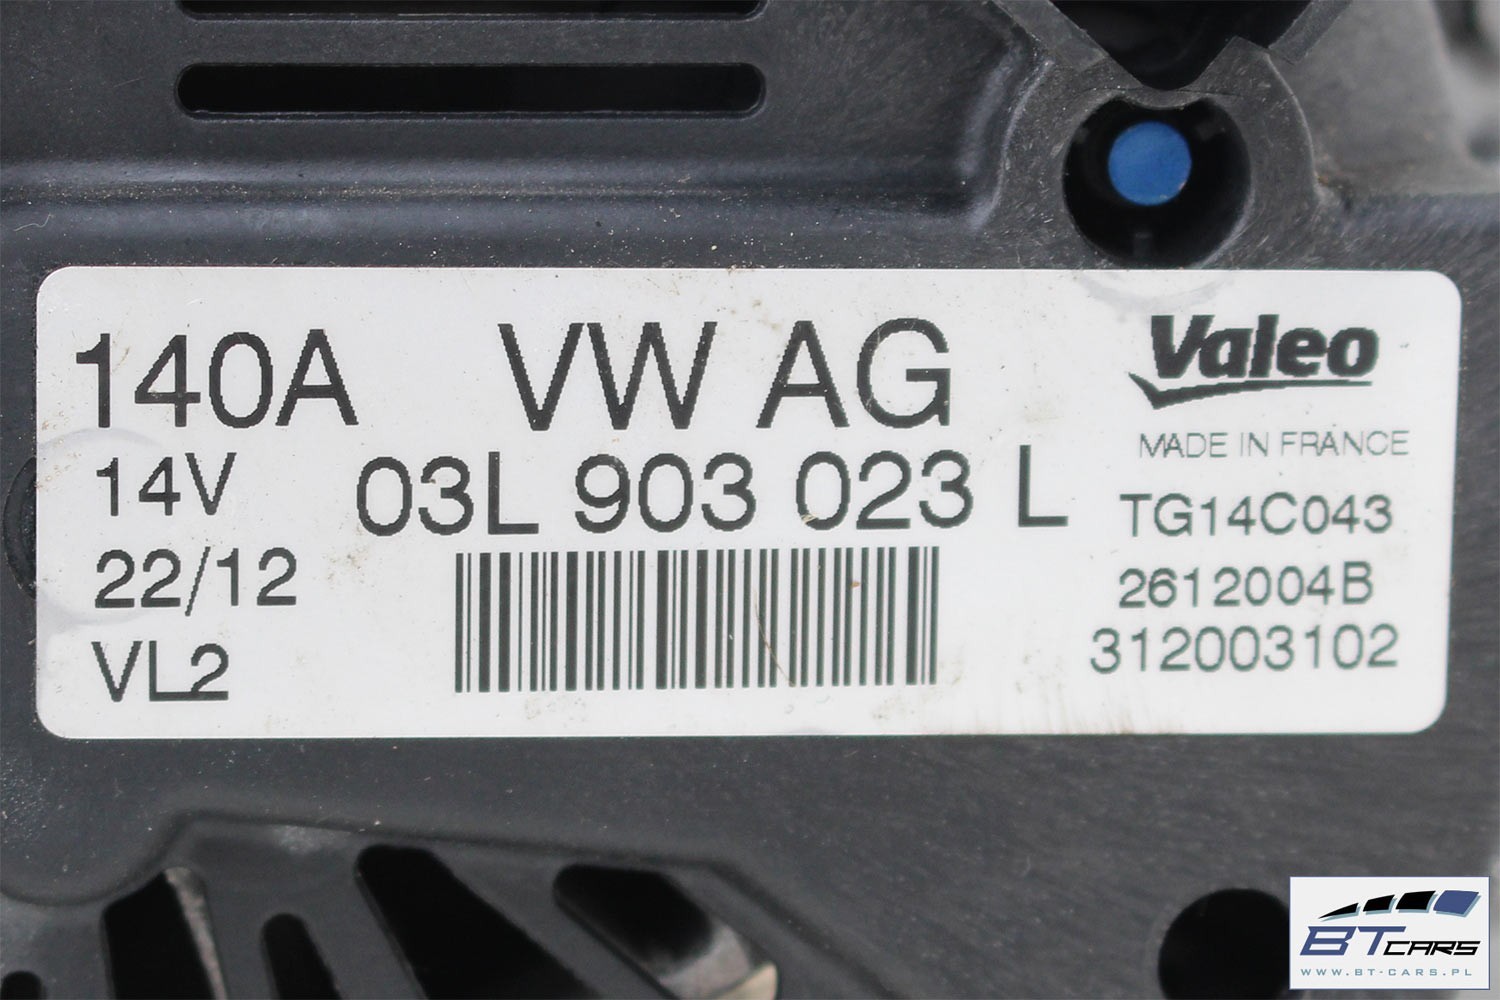 140A VW AG
14V 03L 903 023 L
22/12
VL2
Valeo
MADE IN FRANCE
TG14C043
2612004B
312003102
BT CARS
WWW.BT-CARS.PL